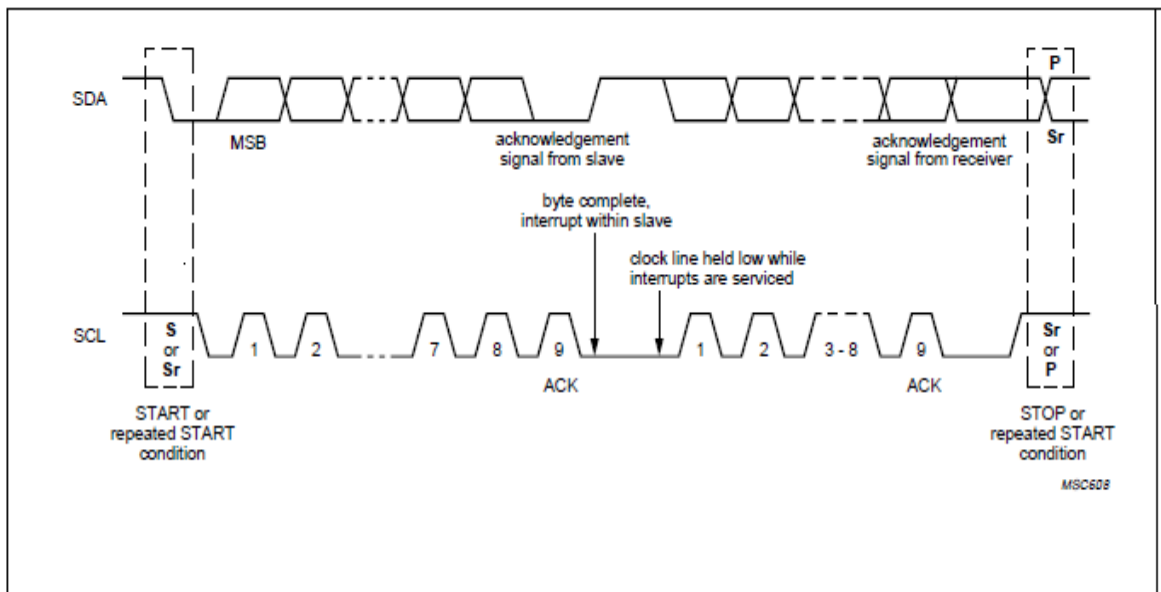 P
SDA
MSB
acknowledgement
signal from slave
acknowledgement
signal from receiver
Sr
byte complete,
interrupt within slave
clock line held low while
interrupts are serviced
SCL
S
or
Sr
1
2
7
8
9
1
2
3 - 8
9
Sr
or
P
ACK
ACK
START or
repeated START
condition
STOP or
repeated START
condition
MSC608